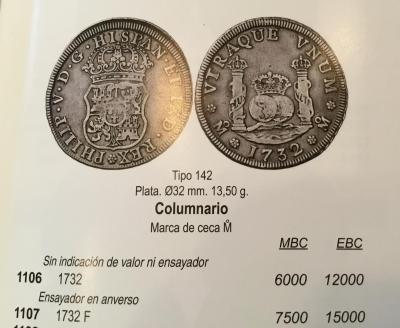 PHILIP·V·D·G·HISPAN·ET·IND·REX
VTRAQUE VNUM
M 1732 M
Tipo 142
Plata. Ø32 mm. 13,50 g.
Columnario
Marca de ceca M̊
MBC EBC
Sin indicación de valor ni ensayador
1106 1732 6000 12000
Ensayador en anverso
1107 1732 F 7500 15000